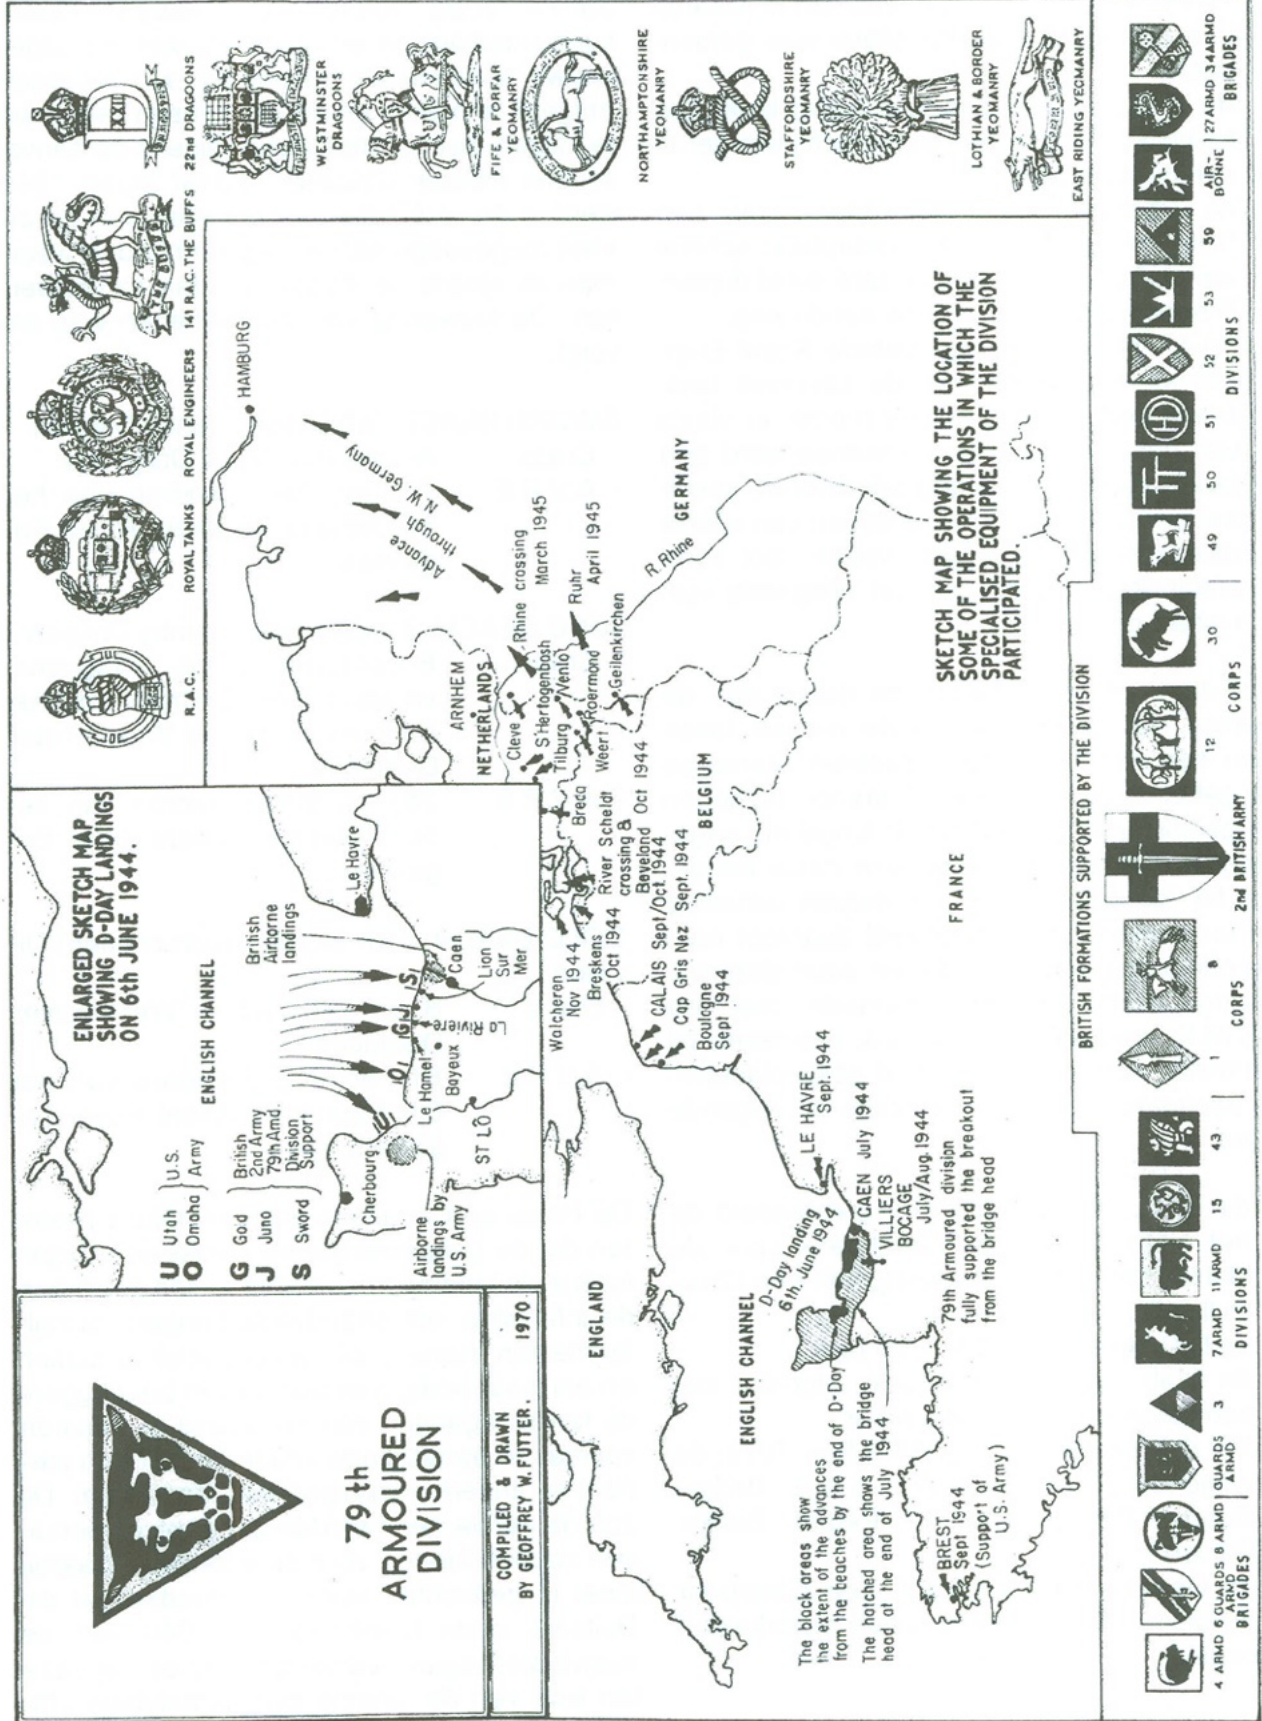 79 th
ARMOURED
DIVISION
COMPILED & DRAWN
BY GEOFFREY W. FUTTER.
1970
ENLARGED SKETCH MAP
SHOWING D-DAY LANDINGS
ON 6th JUNE 1944.
ENGLISH CHANNEL
U Utah
O Omaha
U.S.
Army
G Gold
J Juno
S Sword
British
2nd Army
79th Amd.
Division
Support
British
Airborne
landings
Le Havre
Cherbourg
U
O
G
J
S
Le Hamel
La Riviere
Bayeux
Caen
Lion
Sur
Mer
ST LÔ
Airborne
landings by
U.S. Army
R.A.C.
ROYAL TANKS
ROYAL ENGINEERS
141 R.A.C. THE BUFFS
THE BUFFS
22nd DRAGOONS
XXII
WESTMINSTER
DRAGOONS
FIFE & FORFAR
YEOMANRY
NORTHAMPTONSHIRE
YEOMANRY
STAFFORDSHIRE
YEOMANRY
LOTHIAN & BORDER
YEOMANRY
EAST RIDING YEOMANRY
HAMBURG
Advance
through
N.W. Germany
ARNHEM
NETHERLANDS
Rhine crossing
March 1945
Cleve
S'Hertogenbosh
Venlo
Ruhr
April 1945
Tilburg
Roermond
Weert
Geilenkirchen
GERMANY
R. Rhine
Breda
River Scheldt
crossing &
Beveland Oct 1944
BELGIUM
Walcheren
Nov 1944
Breskens
Oct 1944
CALAIS Sept/Oct 1944
Cap Gris Nez Sept. 1944
Boulogne
Sept 1944
FRANCE
SKETCH MAP SHOWING THE LOCATION OF
SOME OF THE OPERATIONS IN WHICH THE
SPECIALISED EQUIPMENT OF THE DIVISION
PARTICIPATED.
ENGLAND
ENGLISH CHANNEL
D-Day landing
6th. June 1944
LE HAVRE
Sept. 1944
CAEN July 1944
VILLIERS
BOCAGE
July/Aug. 1944
79th Armoured division
fully supported the breakout
from the bridge head
The black areas show
the extent of the advances
from the beaches by the end of D-Day
The hatched area shows the bridge
head at the end of July 1944
BREST
Sept 1944
(Support of
U.S. Army)
BRITISH FORMATIONS SUPPORTED BY THE DIVISION
4 ARMD
6 GUARDS
ARMD
8 ARMD
BRIGADES
GUARDS
ARMD
3
7 ARMD
11 ARMD
15
43
DIVISIONS
1
8
CORPS
2nd BRITISH ARMY
12
30
CORPS
49
50
51
HD
52
53
59
AIR-
BONNE
DIVISIONS
27 ARMD
34 ARMD
BRIGADES